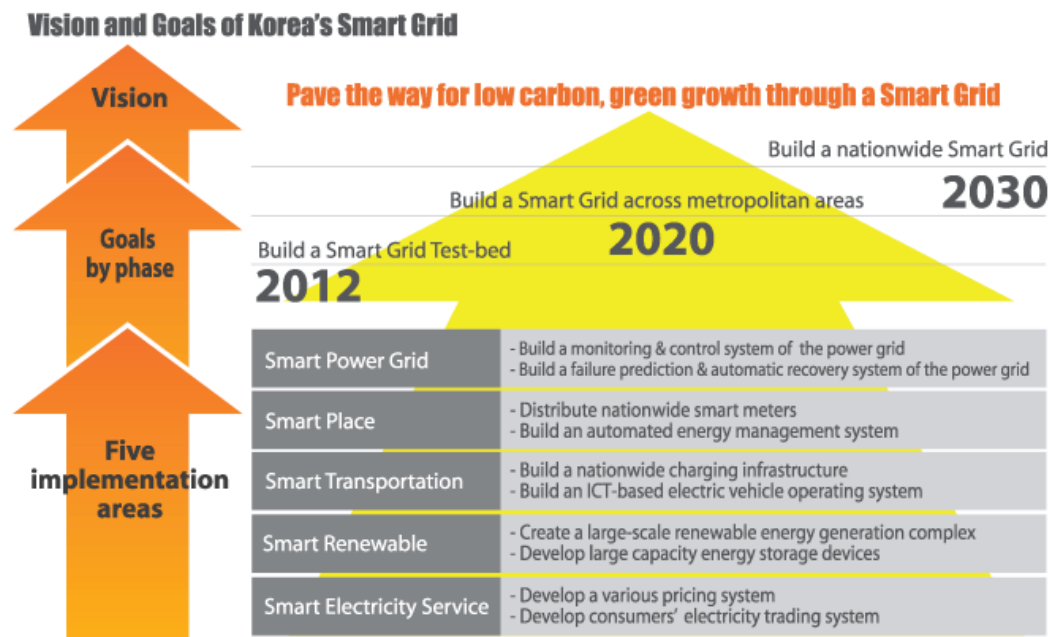 Vision and Goals of Korea's Smart Grid
Vision
Pave the way for low carbon, green growth through a Smart Grid
Build a nationwide Smart Grid
2030
Build a Smart Grid across metropolitan areas
2020
Goals
by phase
Build a Smart Grid Test-bed
2012
Five
implementation
areas
Smart Power Grid
- Build a monitoring & control system of the power grid
- Build a failure prediction & automatic recovery system of the power grid
Smart Place
- Distribute nationwide smart meters
- Build an automated energy management system
Smart Transportation
- Build a nationwide charging infrastructure
- Build an ICT-based electric vehicle operating system
Smart Renewable
- Create a large-scale renewable energy generation complex
- Develop large capacity energy storage devices
Smart Electricity Service
- Develop a various pricing system
- Develop consumers' electricity trading system